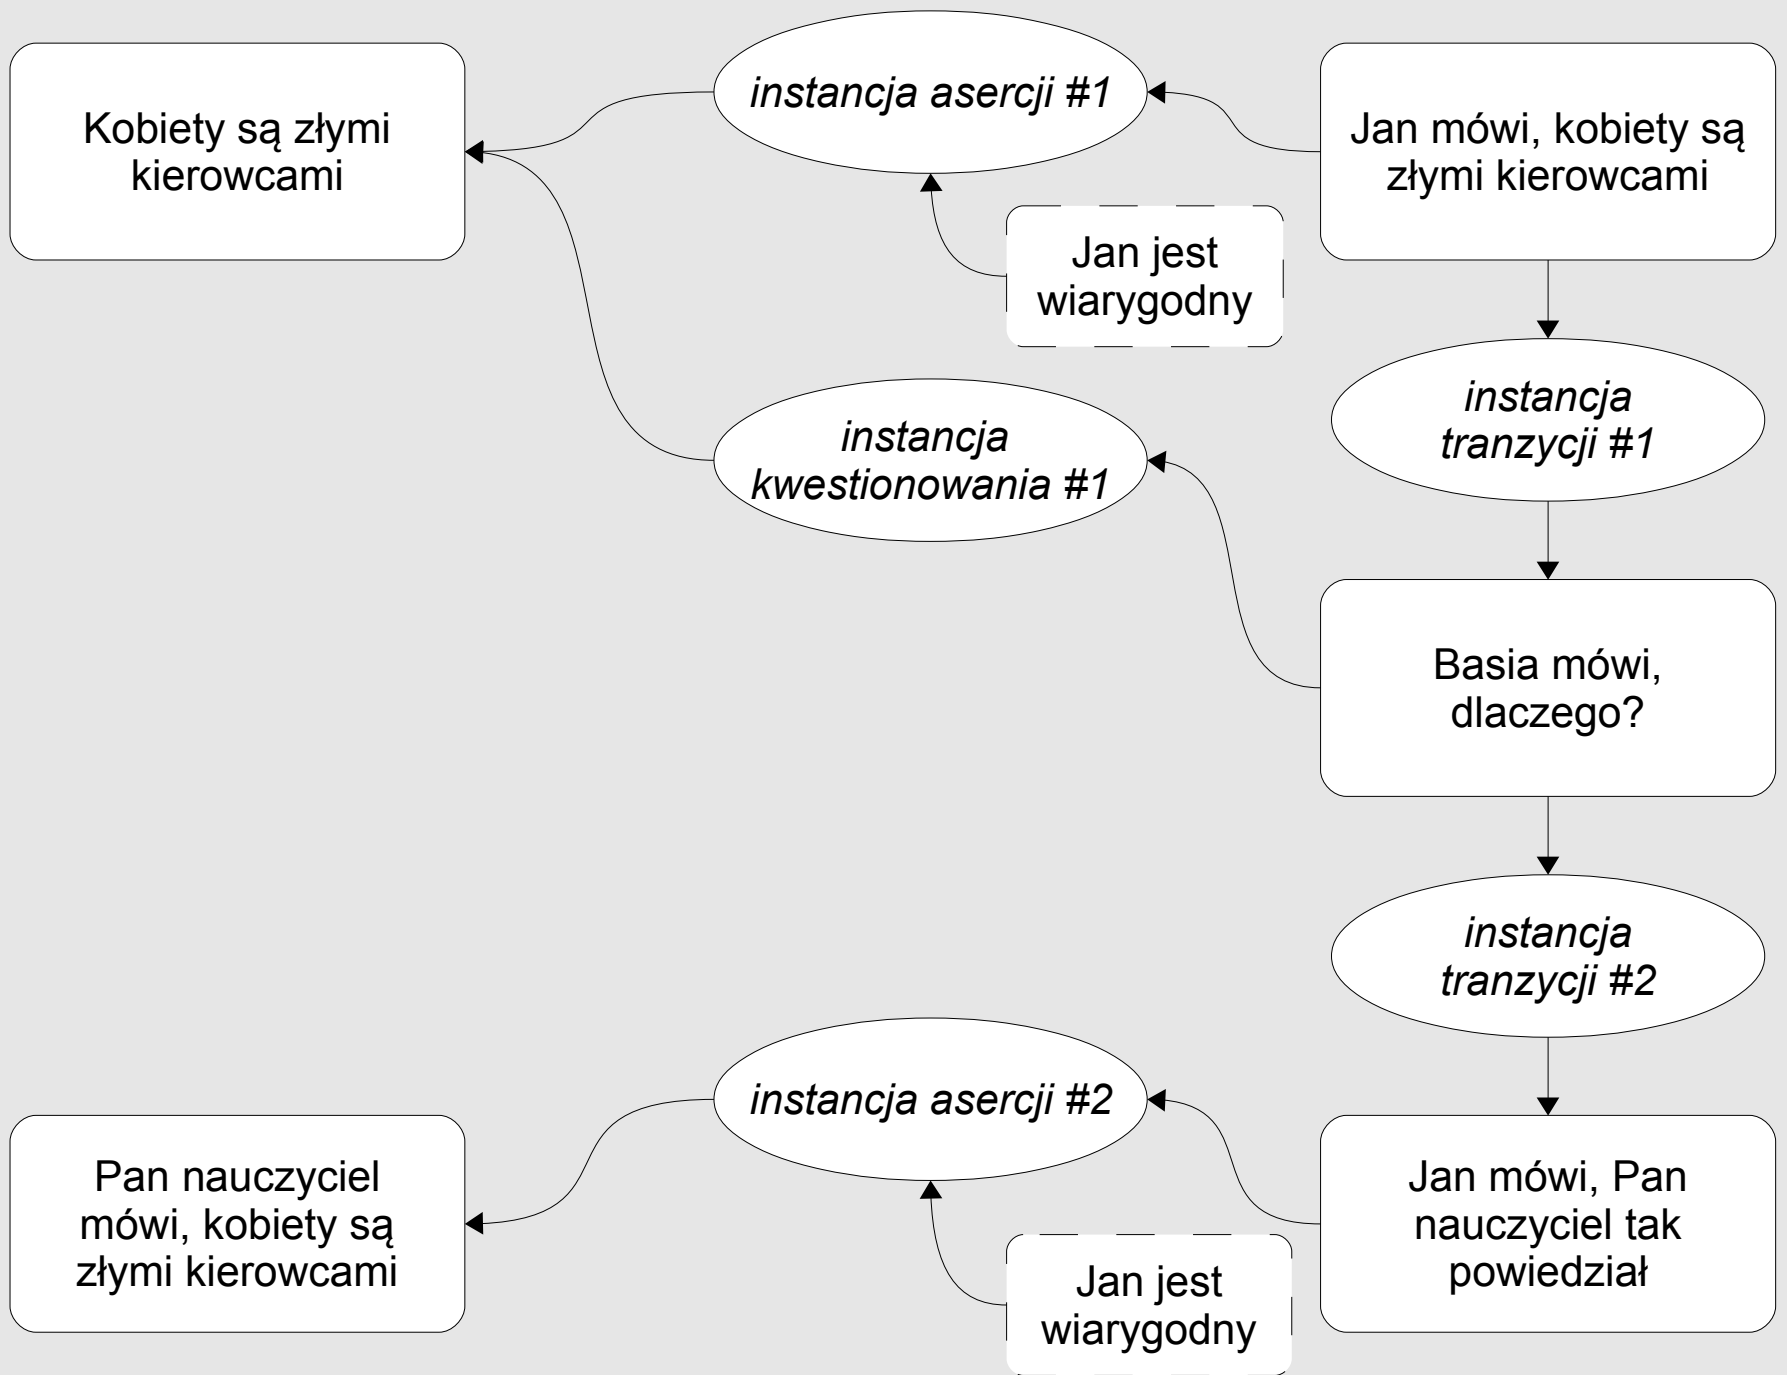 Kobiety są złymi
kierowcami
instancja asercji #1
Jan mówi, kobiety są
złymi kierowcami
Jan jest
wiarygodny
instancja
tranzycji #1
instancja
kwestionowania #1
Basia mówi,
dlaczego?
instancja
tranzycji #2
instancja asercji #2
Pan nauczyciel
mówi, kobiety są
złymi kierowcami
Jan mówi, Pan
nauczyciel tak
powiedział
Jan jest
wiarygodny